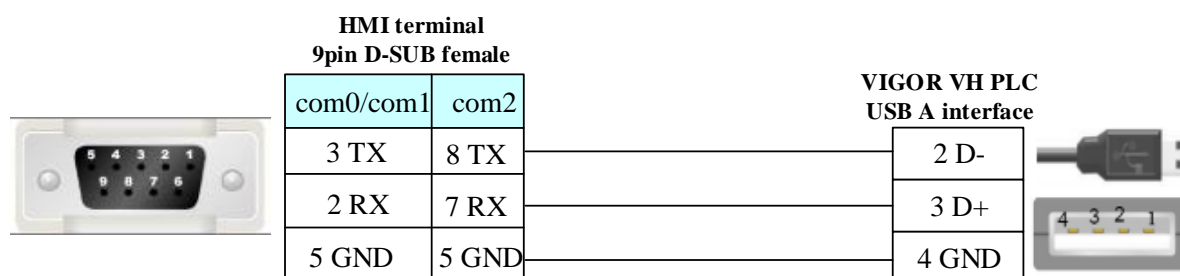 HMI terminal
9pin D-SUB female
VIGOR VH PLC
USB A interface
com0/com1 com2
3 TX 8 TX 2 D-
2 RX 7 RX 3 D+
5 GND 5 GND 4 GND
5 4 3 2 1
9 8 7 6
4 3 2 1